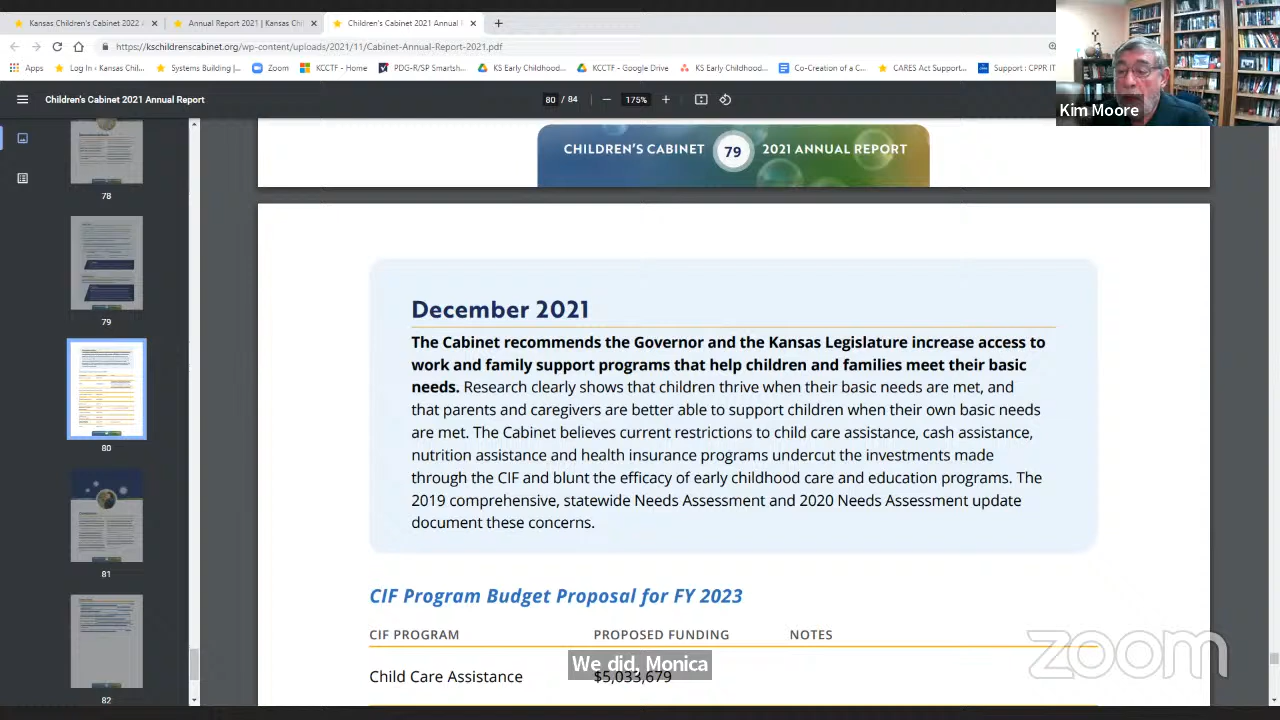 Kansas Children's Cabinet 2022
Annual Report 2021 | Kansas Chi
Children's Cabinet 2021 Annual
https://kschildrenscabinet.org/wp-content/uploads/2021/11/Cabinet-Annual-Report-2021.pdf
Apps
Log In ‹ Kansas Chil...
Systems Building |...
Zoom
KCCTF - Home
PDG-R/SP Smartsh...
KS Early Childhood...
KCCTF - Google Drive
KS Early Childhood...
Co-Creation of a C...
CARES Act Support...
Support : CPPR IT
Kim Moore
Children's Cabinet 2021 Annual Report
80 / 84
175%
78
79
80
81
82
CHILDREN'S CABINET 79 2021 ANNUAL REPORT
December 2021
The Cabinet recommends the Governor and the Kansas Legislature increase access to
work and family support programs that help children and families meet their basic
needs. Research clearly shows that children thrive when their basic needs are met, and
that parents and caregivers are better able to support children when their own basic needs
are met. The Cabinet believes current restrictions to child care assistance, cash assistance,
nutrition assistance and health insurance programs undercut the investments made
through the CIF and blunt the efficacy of early childhood care and education programs. The
2019 comprehensive, statewide Needs Assessment and 2020 Needs Assessment update
document these concerns.
CIF Program Budget Proposal for FY 2023
CIF PROGRAM PROPOSED FUNDING NOTES
We did, Monica
Child Care Assistance $5,033,679
zoom